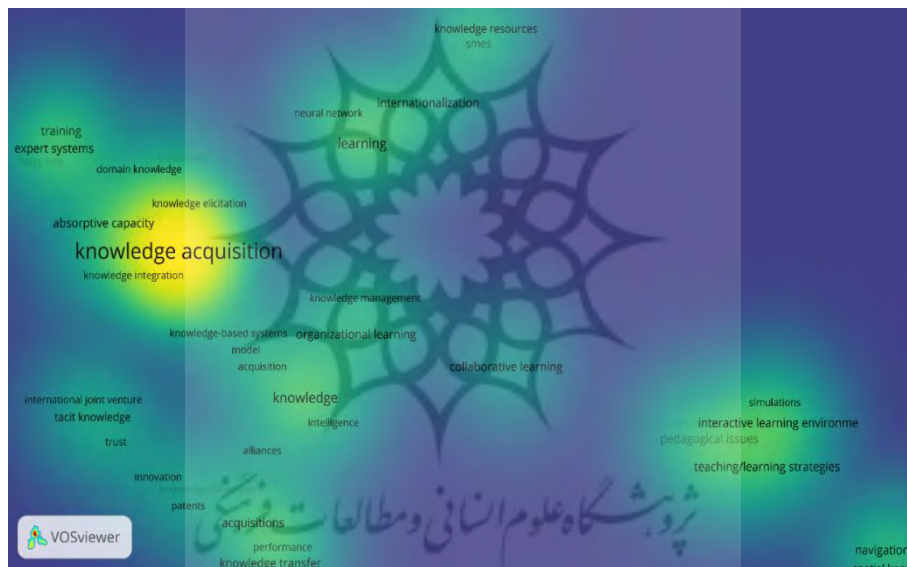 knowledge resources
smes
internationalization
neural network
learning
training
expert systems
domain knowledge
knowledge elicitation
absorptive capacity
knowledge acquisition
knowledge integration
knowledge management
knowledge-based systems
organizational learning
model
acquisition
collaborative learning
knowledge
international joint venture
simulations
tacit knowledge
intelligence
interactive learning environme
trust
pedagogical issues
alliances
teaching/learning strategies
innovation
patents
پژوهشگاه علوم انسانی و مطالعات فرهنگی
acquisitions
VOSviewer
performance
navigation
knowledge transfer